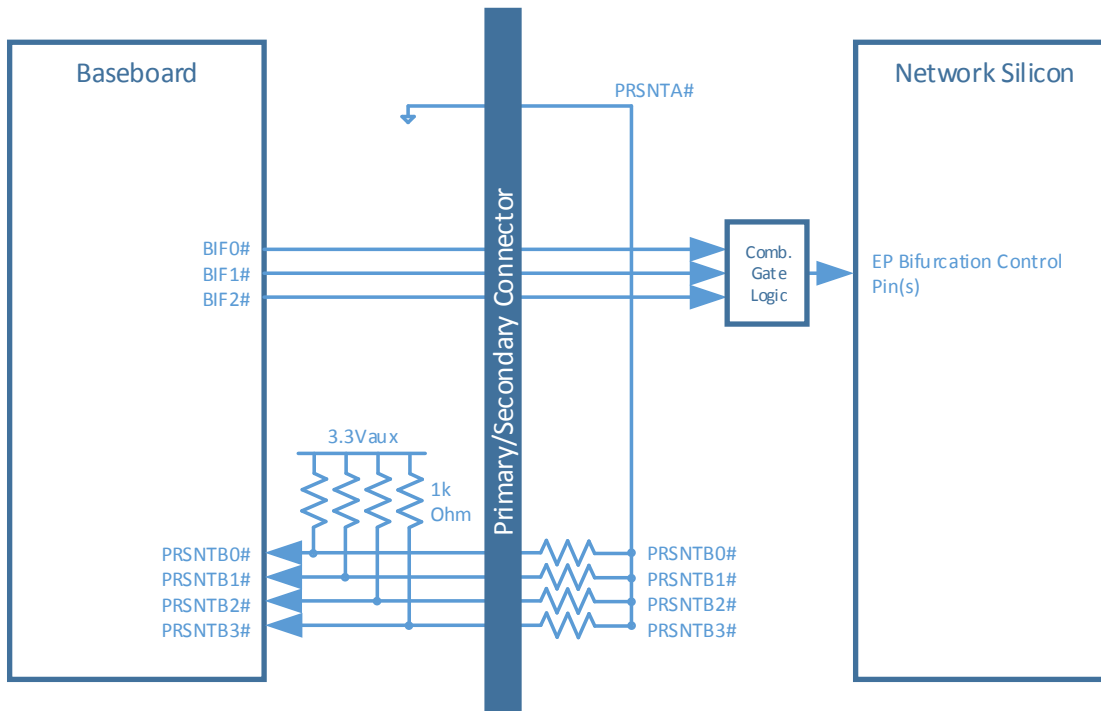 Baseboard
Network Silicon
PRSNTA#
Primary/Secondary Connector
BIF0#
BIF1#
BIF2#
Comb.
Gate
Logic
EP Bifurcation Control
Pin(s)
3.3Vaux
1k
Ohm
PRSNTB0#
PRSNTB1#
PRSNTB2#
PRSNTB3#
PRSNTB0#
PRSNTB1#
PRSNTB2#
PRSNTB3#